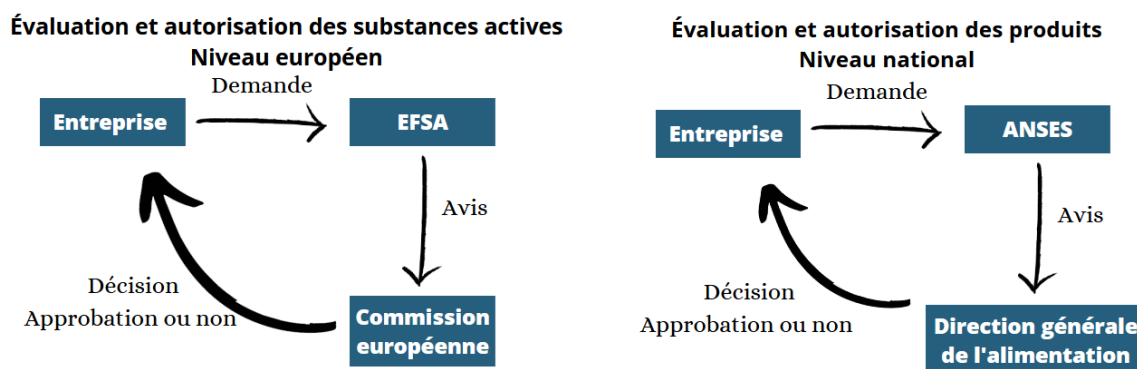 Évaluation et autorisation des substances actives
Niveau européen
Demande
Entreprise
EFSA
Avis
Décision
Approbation ou non
Commission
européenne
Évaluation et autorisation des produits
Niveau national
Demande
Entreprise
ANSES
Avis
Décision
Approbation ou non
Direction générale
de l'alimentation